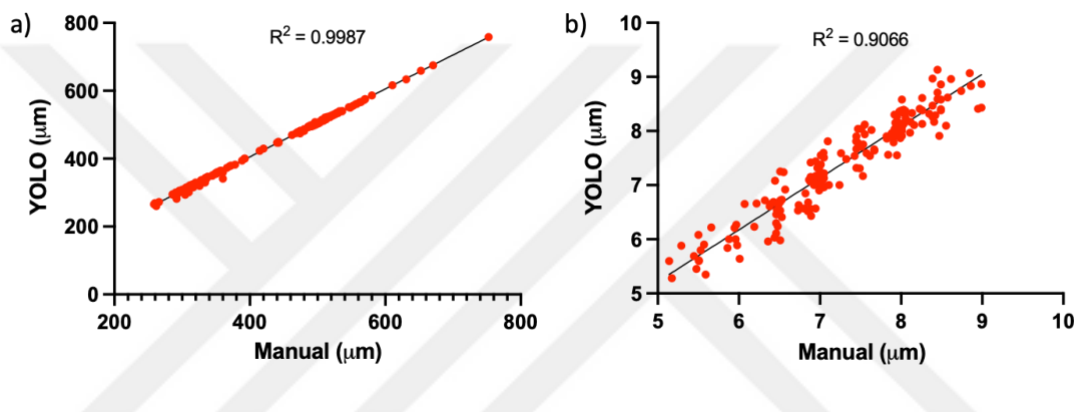 a)
R² = 0.9987
YOLO (μm)
800
600
400
200
0
200 400 600 800
Manual (μm)
b)
R² = 0.9066
YOLO (μm)
10
9
8
7
6
5
5 6 7 8 9 10
Manual (μm)